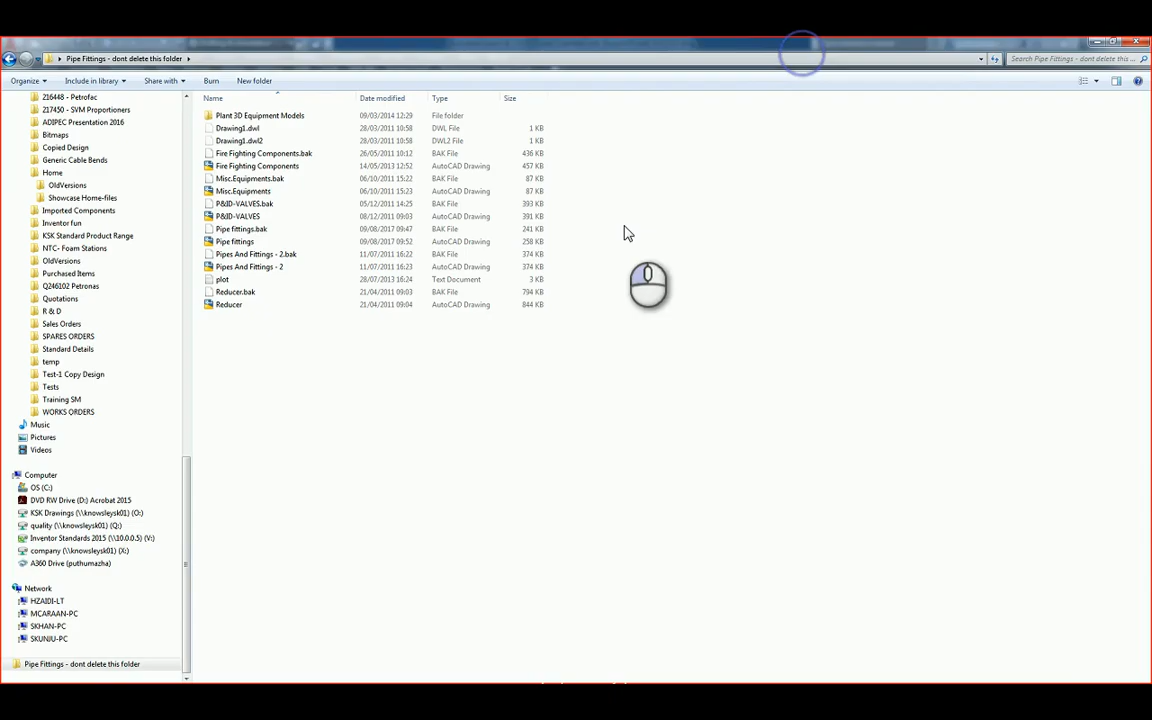 Pipe Fittings - dont delete this folder
Search Pipe Fittings - dont delete this ...
Organize Include in library Share with Burn New folder
216448 - Petrofac
217450 - SVM Proportioners
ADIPEC Presentation 2016
Bitmaps
Copied Design
Generic Cable Bends
Home
OldVersions
Showcase Home-files
Imported Components
Inventor fun
KSK Standard Product Range
NTC- Foam Stations
OldVersions
Purchased Items
Q246102 Petronas
Quotations
R & D
Sales Orders
SPARES ORDERS
Standard Details
temp
Test-1 Copy Design
Tests
Training SM
WORKS ORDERS
Music
Pictures
Videos
Computer
OS (C:)
DVD RW Drive (D:) Acrobat 2015
KSK Drawings (\\knowsleysk01) (O:)
quality (\\knowsleysk01) (Q:)
Inventor Standards 2015 (\\10.0.0.5) (V:)
company (\\knowsleysk01) (X:)
A360 Drive (puthumazha)
Network
HZAIDI-LT
MCARAAN-PC
SKHAN-PC
SKUNJU-PC
Pipe Fittings - dont delete this folder
Name Date modified Type Size
Plant 3D Equipment Models 09/03/2014 12:29 File folder
Drawing1.dwl 28/03/2011 10:58 DWL File 1 KB
Drawing1.dwl2 28/03/2011 10:58 DWL2 File 1 KB
Fire Fighting Components.bak 26/05/2011 10:12 BAK File 436 KB
Fire Fighting Components 14/05/2013 12:52 AutoCAD Drawing 457 KB
Misc.Equipments.bak 06/10/2011 15:22 BAK File 87 KB
Misc.Equipments 06/10/2011 15:23 AutoCAD Drawing 87 KB
P&ID-VALVES.bak 05/12/2011 14:25 BAK File 393 KB
P&ID-VALVES 08/12/2011 09:03 AutoCAD Drawing 391 KB
Pipe fittings.bak 09/08/2017 09:47 BAK File 241 KB
Pipe fittings 09/08/2017 09:52 AutoCAD Drawing 258 KB
Pipes And Fittings - 2.bak 11/07/2011 16:22 BAK File 374 KB
Pipes And Fittings - 2 11/07/2011 16:23 AutoCAD Drawing 374 KB
plot 28/07/2013 16:24 Text Document 3 KB
Reducer.bak 21/04/2011 09:03 BAK File 794 KB
Reducer 21/04/2011 09:04 AutoCAD Drawing 844 KB